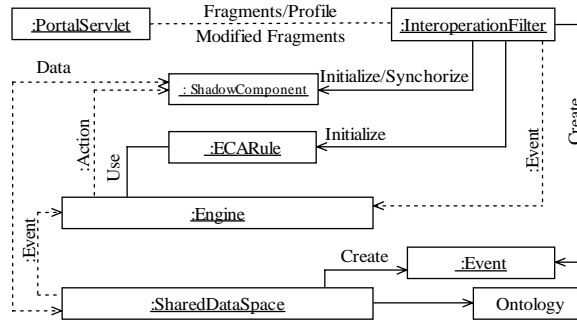 Fragments/Profile
:PortalServlet
:InteroperationFilter
Modified Fragments
Data
Initialize/Synchorize
: ShadowComponent
Create
:Action
:Event
Initialize
:ECARule
Use
:Engine
:Event
Create
:Event
:SharedDataSpace
Ontology